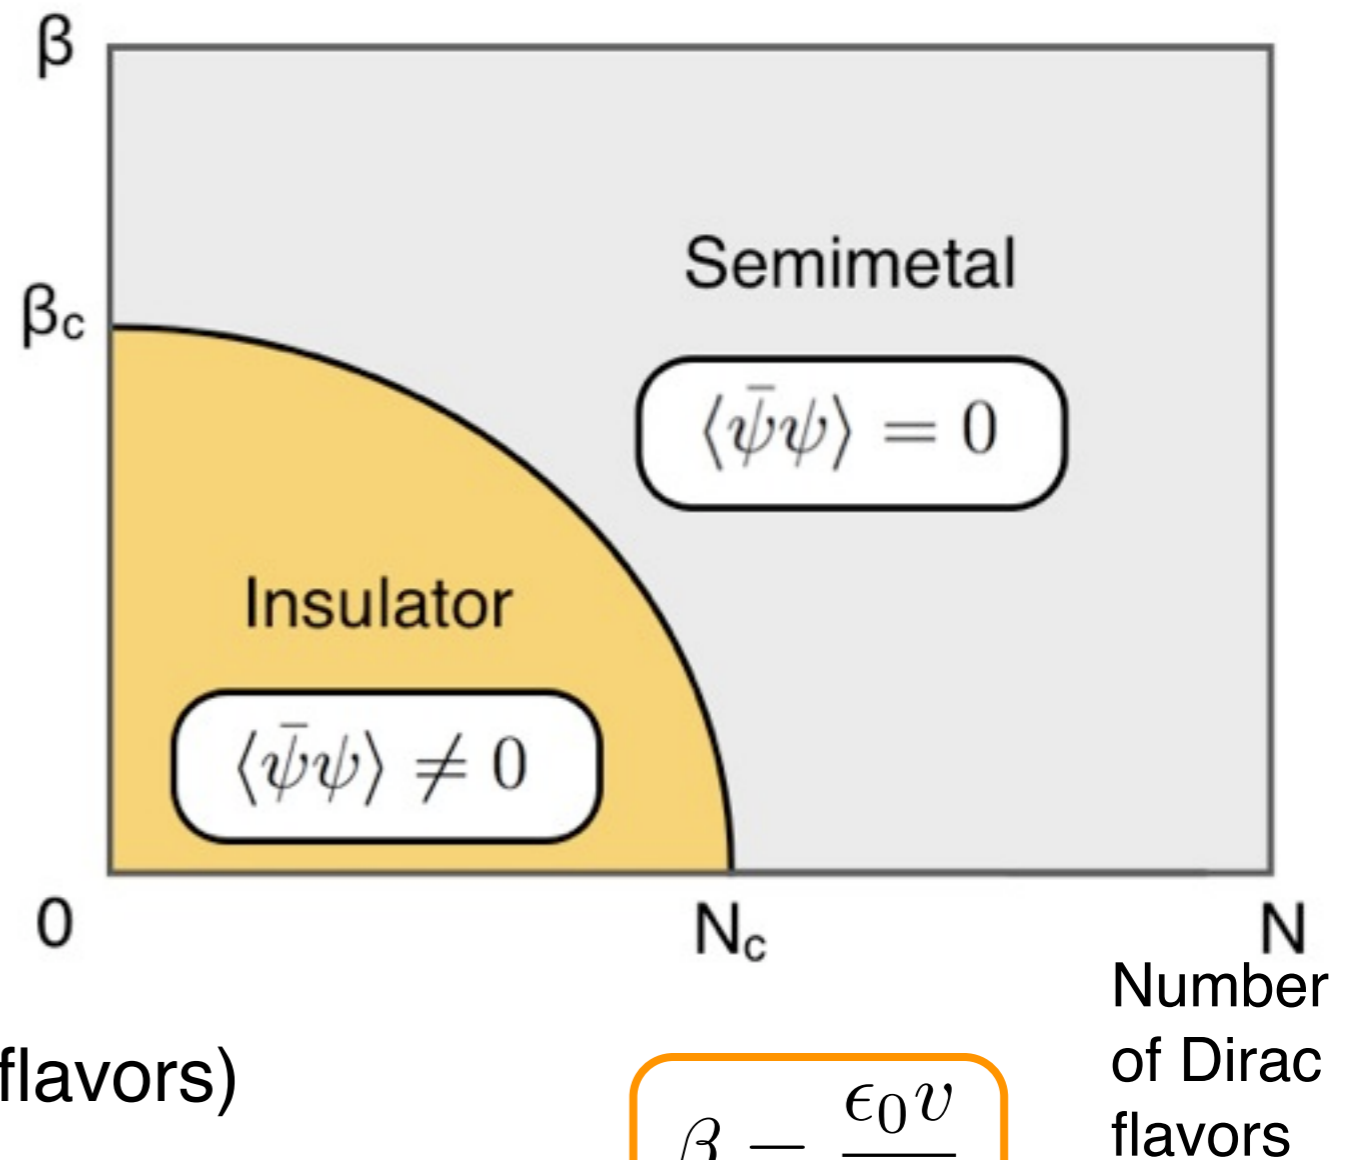 β
Semimetal
βc
⟨ψ̄ψ⟩ = 0
Insulator
⟨ψ̄ψ⟩ ≠ 0
0
Nc
N
Number
of Dirac
flavors
flavors)
β = ϵ0v